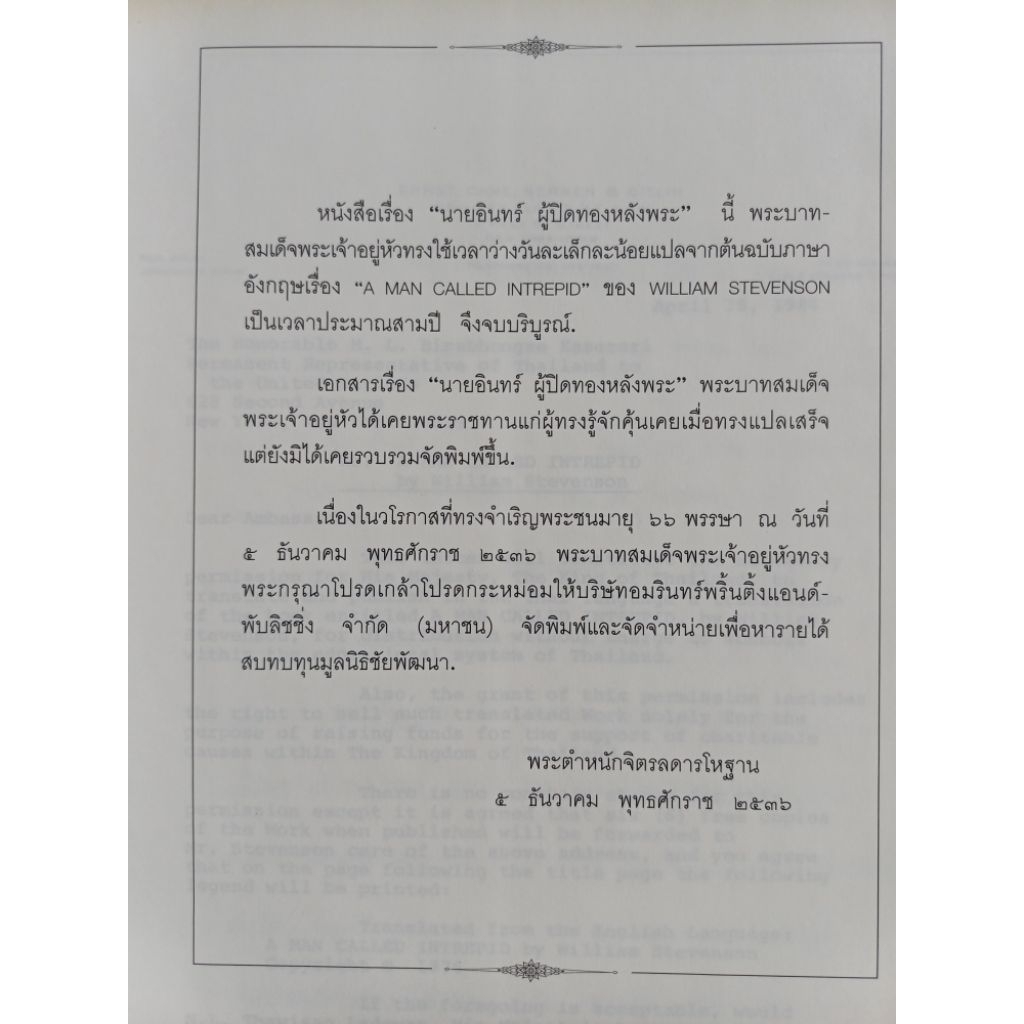 หนังสือเรื่อง “นายอินทร์ ผู้ปิดทองหลังพระ” นี้ พระบาท-
สมเด็จพระเจ้าอยู่หัวทรงใช้เวลาว่างวันละเล็กละน้อยแปลจากต้นฉบับภาษา
อังกฤษเรื่อง “A MAN CALLED INTREPID” ของ WILLIAM STEVENSON
เป็นเวลาประมาณสามปี จึงจบบริบูรณ์.
เอกสารเรื่อง “นายอินทร์ ผู้ปิดทองหลังพระ” พระบาทสมเด็จ
พระเจ้าอยู่หัวได้เคยพระราชทานแก่ผู้ทรงรู้จักคุ้นเคยเมื่อทรงแปลเสร็จ
แต่ยังมิได้เคยรวบรวมจัดพิมพ์ขึ้น.
เนื่องในวโรกาสที่ทรงจำเริญพระชนมายุ ๖๖ พรรษา ณ วันที่
๕ ธันวาคม พุทธศักราช ๒๕๓๖ พระบาทสมเด็จพระเจ้าอยู่หัวทรง
พระกรุณาโปรดเกล้าโปรดกระหม่อมให้บริษัทอมรินทร์พริ้นติ้งแอนด์-
พับลิชชิ่ง จำกัด (มหาชน) จัดพิมพ์และจัดจำหน่ายเพื่อหารายได้
สบทบทุนมูลนิธิชัยพัฒนา.
พระตำหนักจิตรลดารโหฐาน
๕ ธันวาคม พุทธศักราช ๒๕๓๖